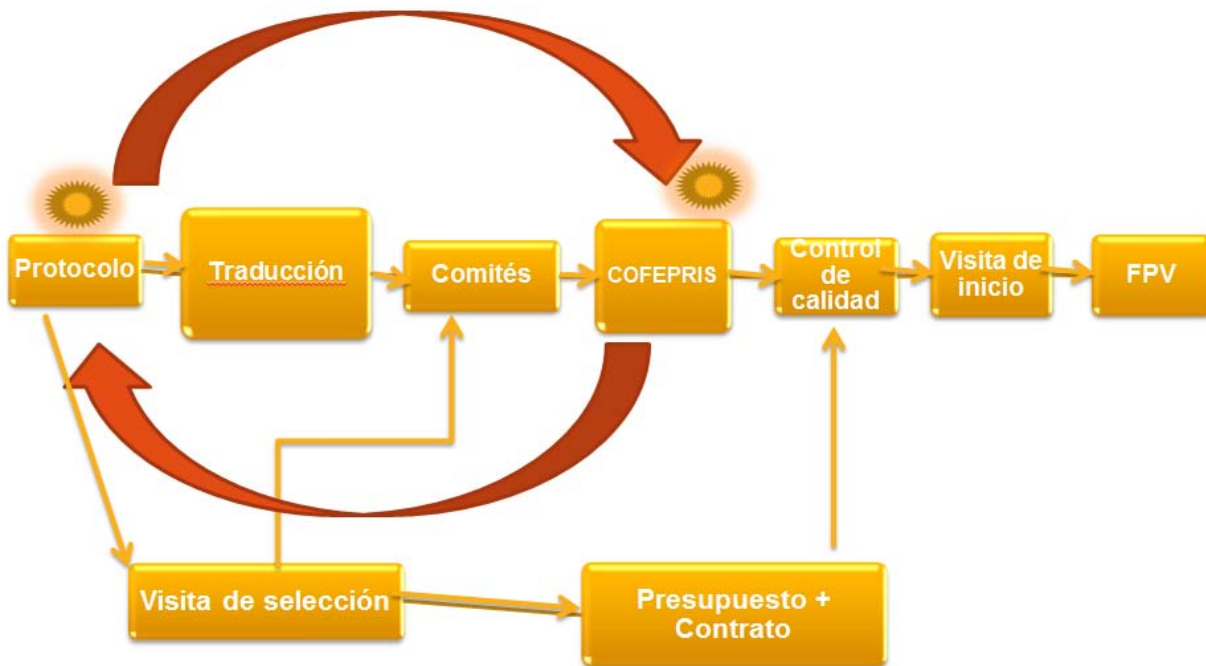 Protocolo
Traducción
Comités
COFEPRIS
Control
de
calidad
Visita de
inicio
FPV
Visita de selección
Presupuesto +
Contrato